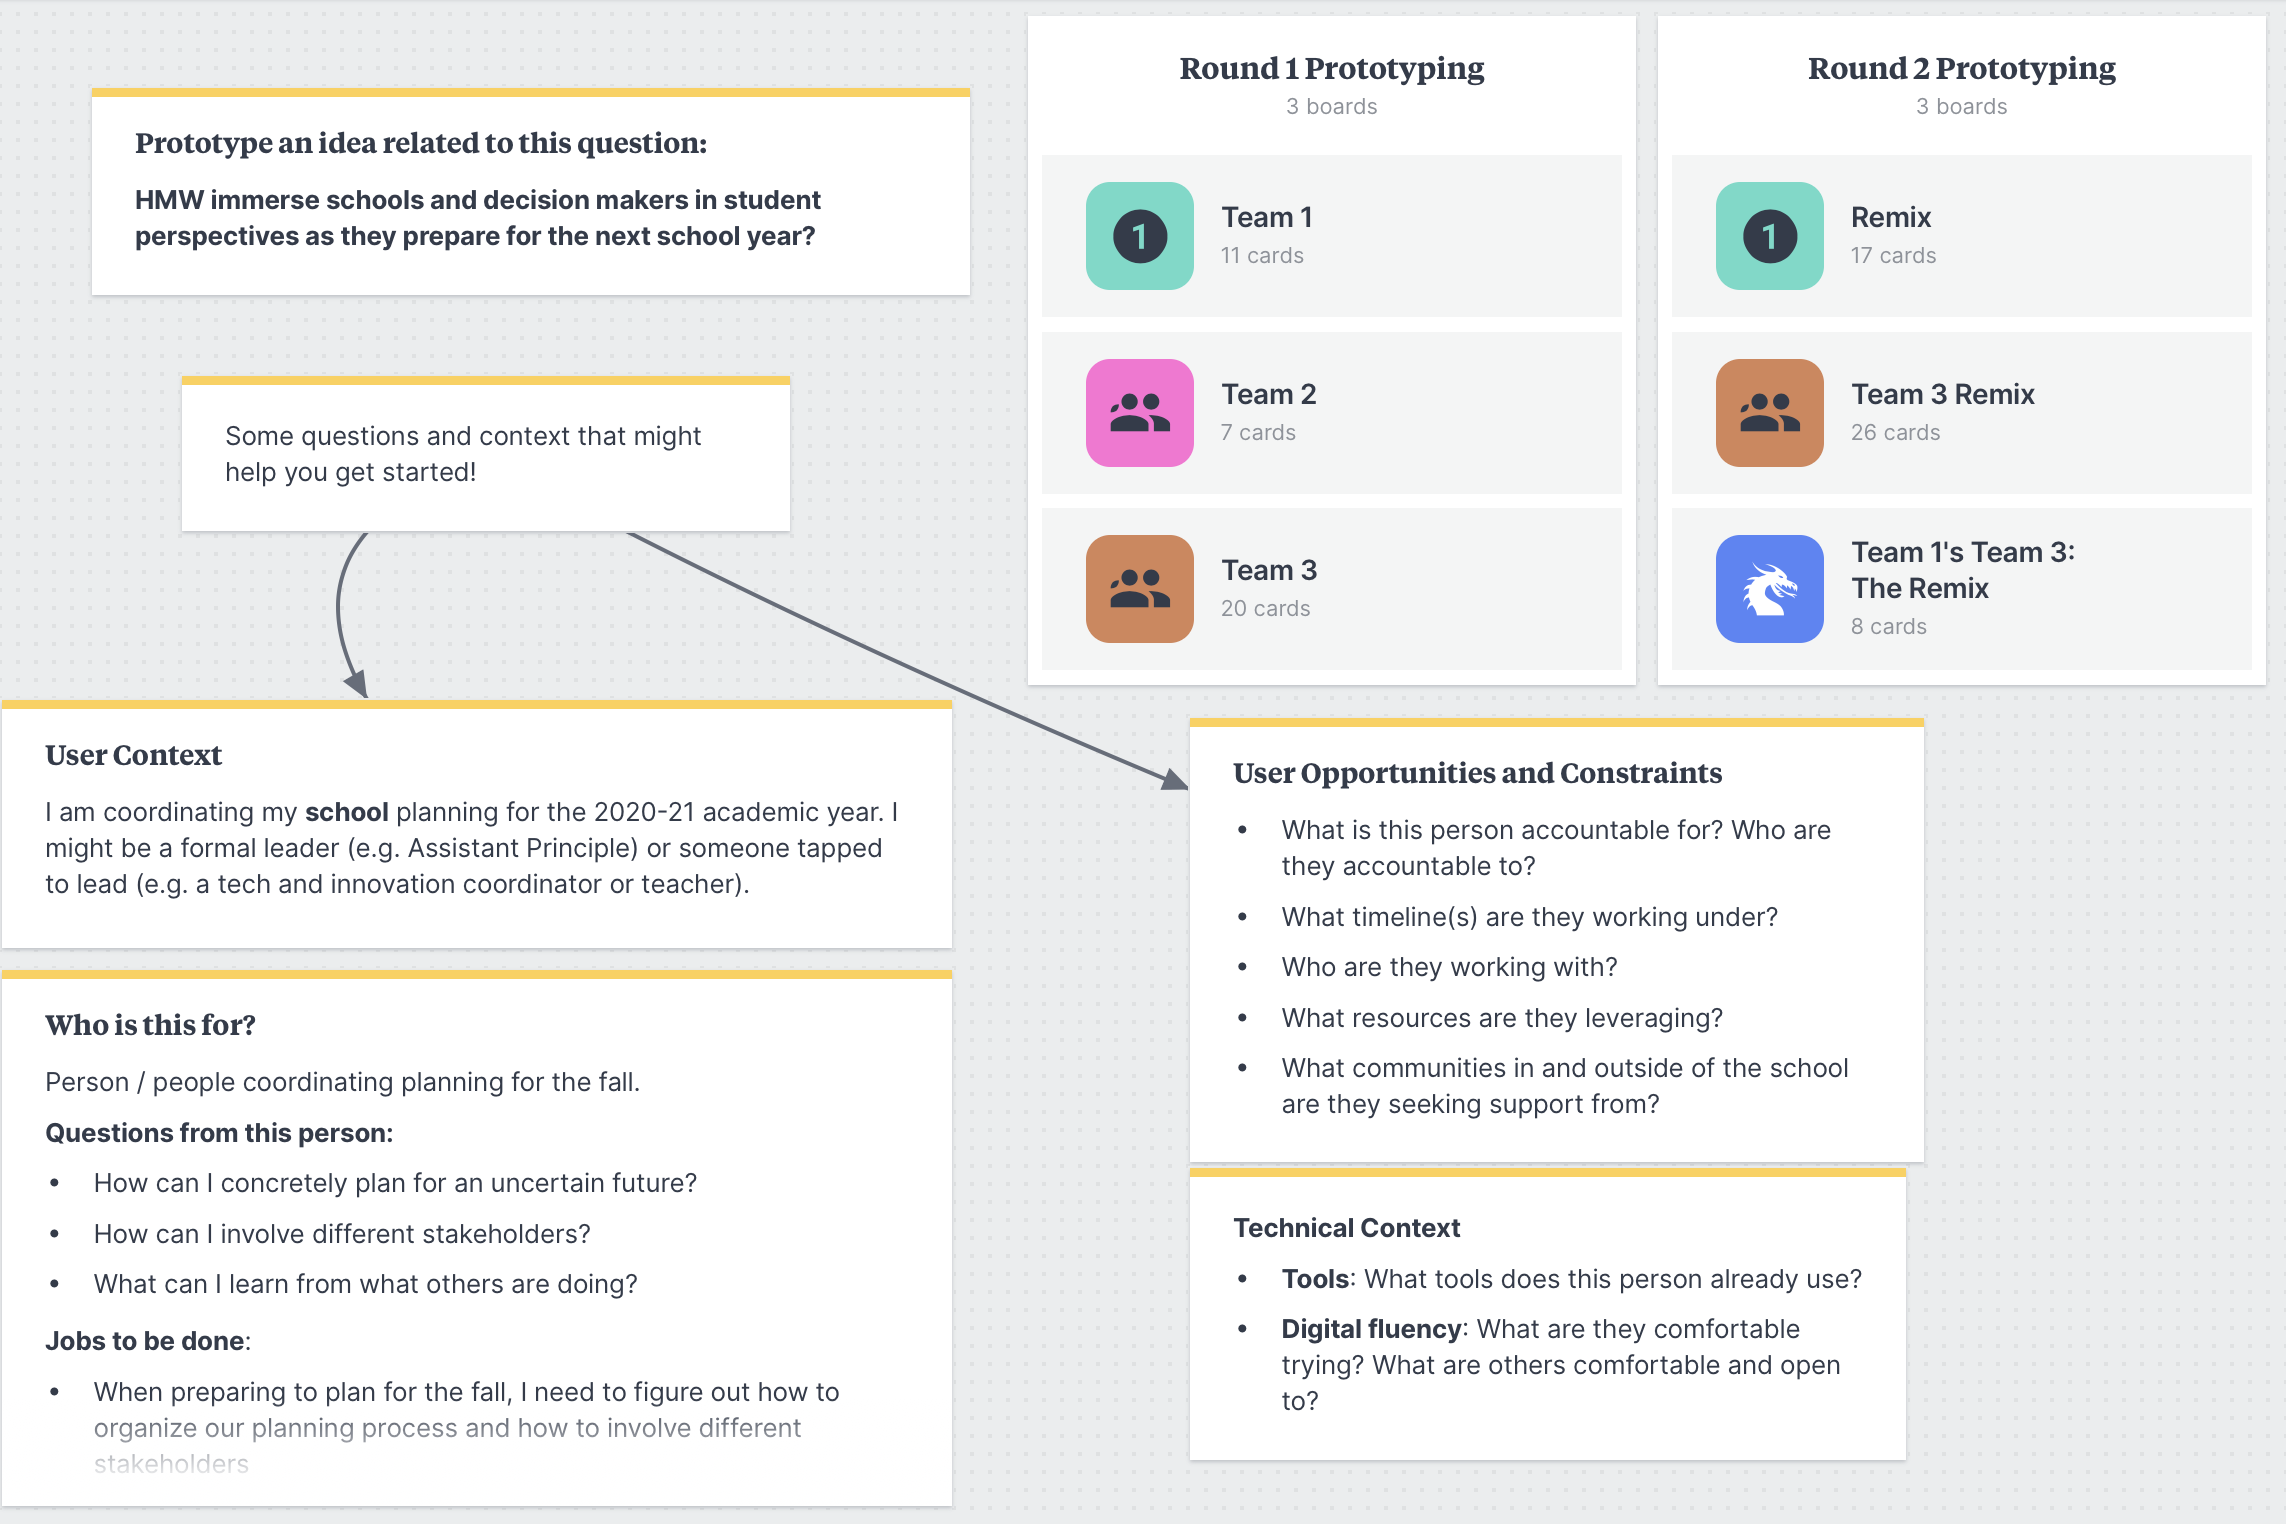 Prototype an idea related to this question:
HMW immerse schools and decision makers in student
perspectives as they prepare for the next school year?
Some questions and context that might
help you get started!
Round 1 Prototyping
3 boards
1
Team 1
11 cards
Team 2
7 cards
Team 3
20 cards
Round 2 Prototyping
3 boards
1
Remix
17 cards
Team 3 Remix
26 cards
Team 1's Team 3:
The Remix
8 cards
User Context
I am coordinating my school planning for the 2020-21 academic year. I
might be a formal leader (e.g. Assistant Principle) or someone tapped
to lead (e.g. a tech and innovation coordinator or teacher).
Who is this for?
Person / people coordinating planning for the fall.
Questions from this person:
• How can I concretely plan for an uncertain future?
• How can I involve different stakeholders?
• What can I learn from what others are doing?
Jobs to be done:
• When preparing to plan for the fall, I need to figure out how to
organize our planning process and how to involve different
stakeholders
User Opportunities and Constraints
• What is this person accountable for? Who are
they accountable to?
• What timeline(s) are they working under?
• Who are they working with?
• What resources are they leveraging?
• What communities in and outside of the school
are they seeking support from?
Technical Context
• Tools: What tools does this person already use?
• Digital fluency: What are they comfortable
trying? What are others comfortable and open
to?